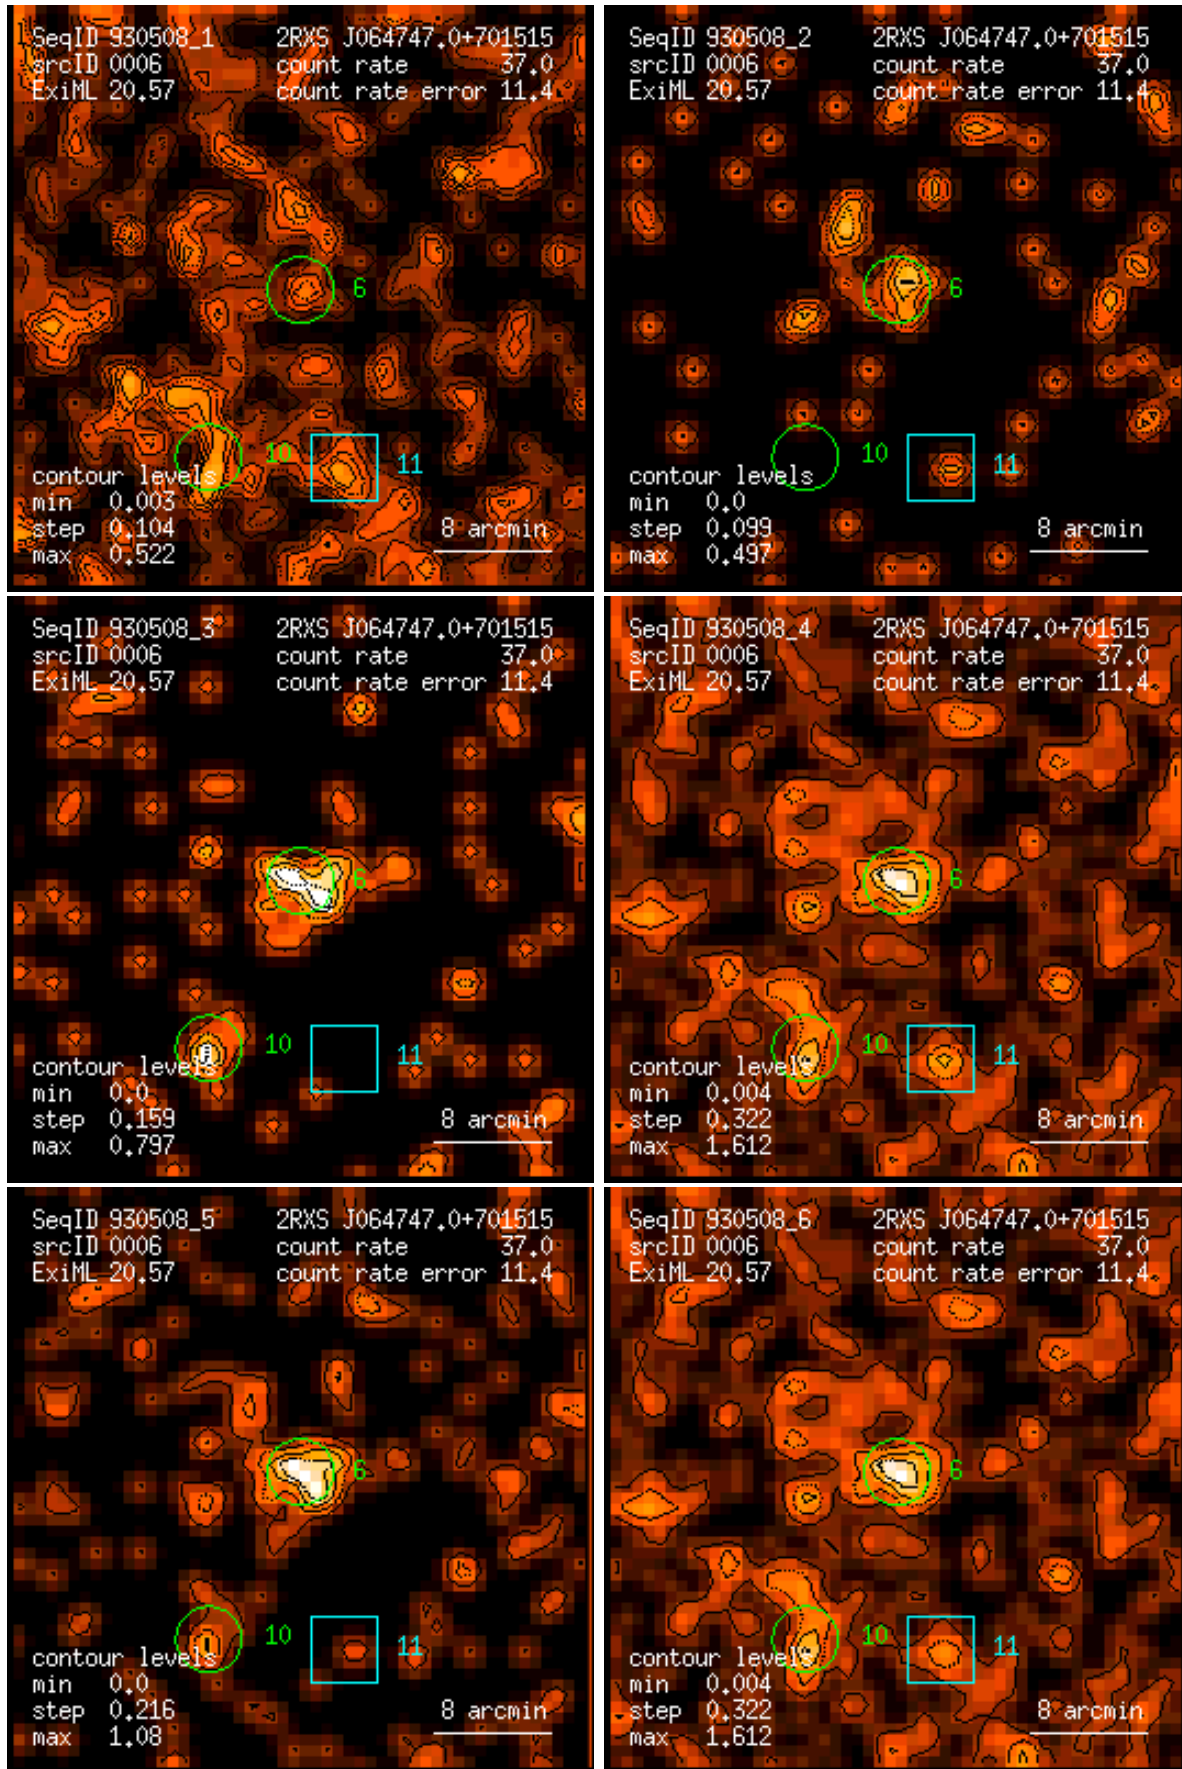 SeqID 930508_1 2RXS J064747.0+701515
srcID 0006 count rate 37.0
ExiML 20.57 count rate error 11.4
6
10
11
contour levels
min 0.003
step 0.104 8 arcmin
max 0.522
SeqID 930508_2 2RXS J064747.0+701515
srcID 0006 count rate 37.0
ExiML 20.57 count rate error 11.4
6
10
11
contour levels
min 0.0
step 0.099 8 arcmin
max 0.497
SeqID 930508_3 2RXS J064747.0+701515
srcID 0006 count rate 37.0
ExiML 20.57 count rate error 11.4
6
10
11
contour levels
min 0.0
step 0.159 8 arcmin
max 0.797
SeqID 930508_4 2RXS J064747.0+701515
srcID 0006 count rate 37.0
ExiML 20.57 count rate error 11.4
6
10
11
contour levels
min 0.004
step 0.322 8 arcmin
max 1.612
SeqID 930508_5 2RXS J064747.0+701515
srcID 0006 count rate 37.0
ExiML 20.57 count rate error 11.4
6
10
11
contour levels
min 0.0
step 0.216 8 arcmin
max 1.08
SeqID 930508_6 2RXS J064747.0+701515
srcID 0006 count rate 37.0
ExiML 20.57 count rate error 11.4
6
10
11
contour levels
min 0.004
step 0.322 8 arcmin
max 1.612